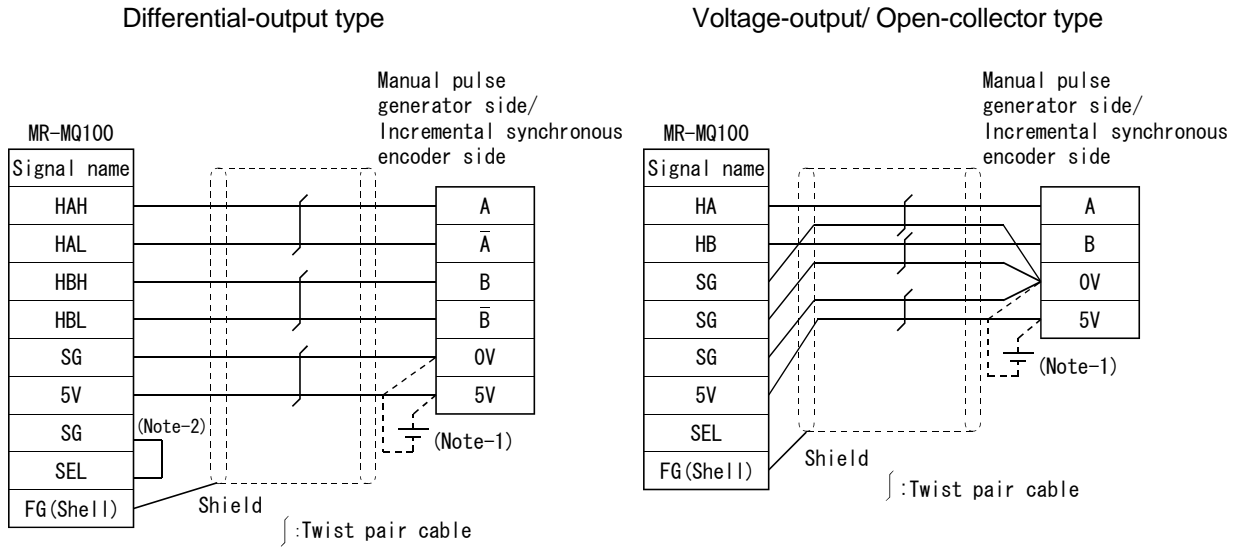 Differential-output type
Manual pulse
generator side/
Incremental synchronous
encoder side
MR-MQ100
Signal name
HAH
HAL
HBH
HBL
SG
5V
SG
SEL
FG(Shell)
A
A̅
B
B̅
0V
5V
(Note-2)
(Note-1)
Shield
:Twist pair cable
Voltage-output/ Open-collector type
Manual pulse
generator side/
Incremental synchronous
encoder side
MR-MQ100
Signal name
HA
HB
SG
SG
SG
5V
SEL
FG(Shell)
A
B
0V
5V
(Note-1)
Shield
:Twist pair cable